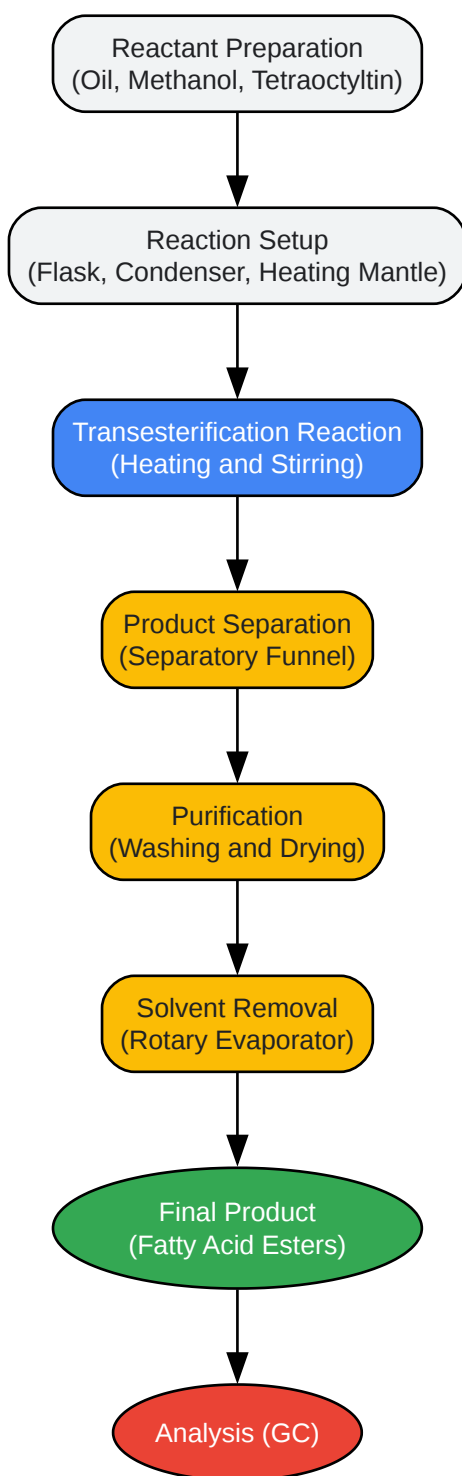 Reactant Preparation
(Oil, Methanol, Tetraoctyltin)
Reaction Setup
(Flask, Condenser, Heating Mantle)
Transesterification Reaction
(Heating and Stirring)
Product Separation
(Separatory Funnel)
Purification
(Washing and Drying)
Solvent Removal
(Rotary Evaporator)
Final Product
(Fatty Acid Esters)
Analysis (GC)